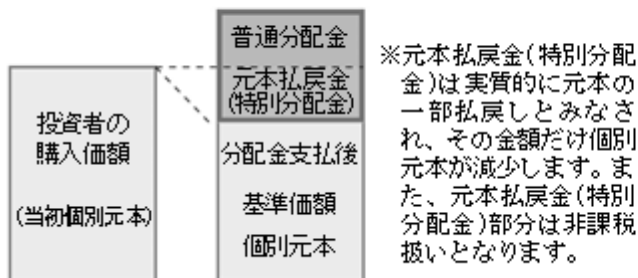 投資者の
購入価額
(当初個別元本)
普通分配金
元本払戻金
(特別分配金)
分配金支払後
基準価額
個別元本
※元本払戻金(特別分配
金)は実質的に元本の
一部払戻しとみなさ
れ、その金額だけ個別
元本が減少します。ま
た、元本払戻金(特別
分配金)部分は非課税
扱いとなります。